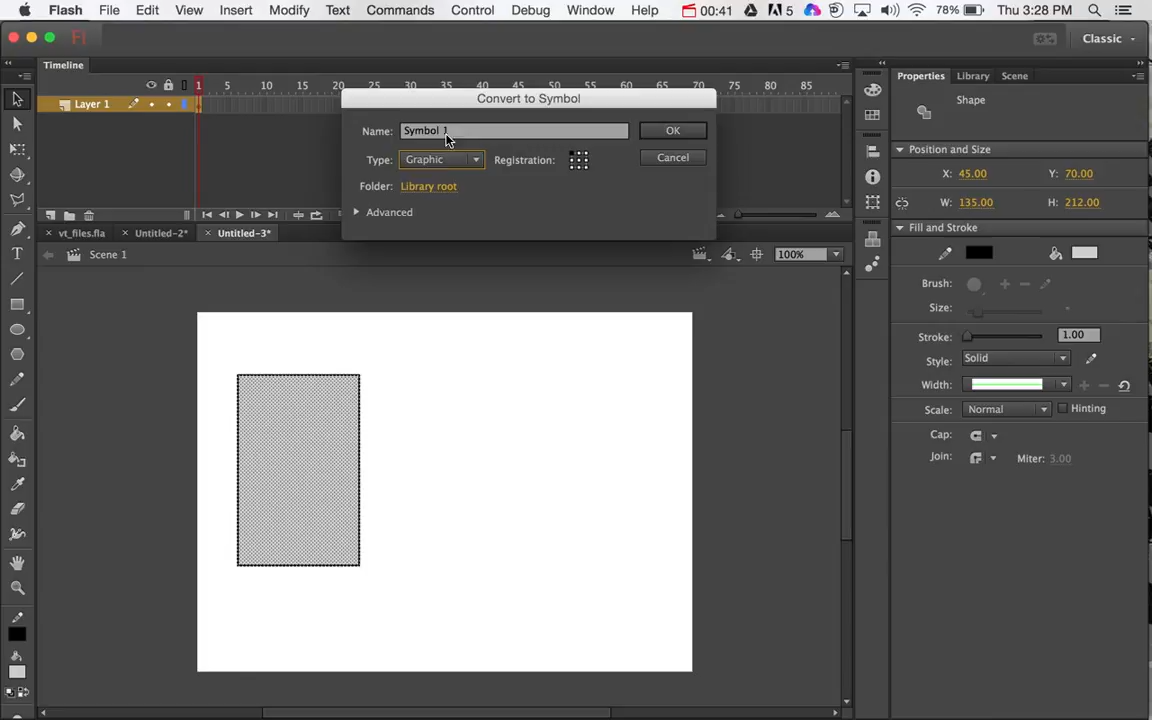 Flash File Edit View Insert Modify Text Commands Control Debug Window Help 00:41 5 78% Thu 3:28 PM
Fl Classic
Timeline
1 5 10 15 20 25 30 35 40 45 50 55 60 65 70 75 80 85
Layer 1
Convert to Symbol
Name: Symbol 1 OK
Type: Graphic Registration: Cancel
Folder: Library root
Advanced
vt_files.fla Untitled-2* Untitled-3*
Scene 1 100%
Properties Library Scene
Shape
Position and Size
X: 45.00 Y: 70.00
W: 135.00 H: 212.00
Fill and Stroke
Brush:
Size:
Stroke: 1.00
Style: Solid
Width:
Scale: Normal Hinting
Cap:
Join: Miter: 3.00